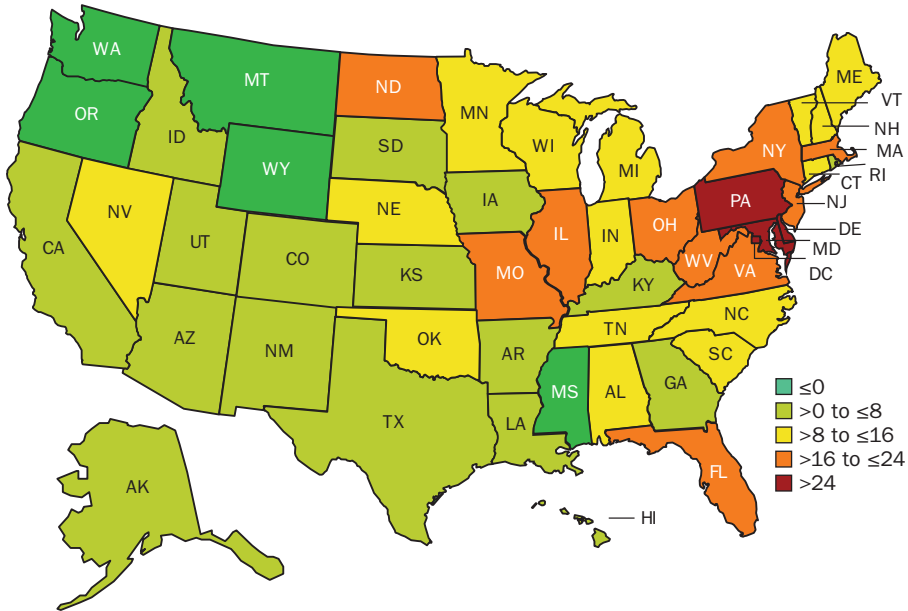 WA
MT
ND
MN
ME
VT
NH
MA
RI
CT
NJ
DE
MD
DC
OR
ID
SD
WI
MI
NY
WY
PA
NV
NE
IA
IL
IN
OH
WV
VA
CA
UT
CO
KS
MO
KY
NC
AZ
NM
OK
AR
TN
SC
MS
AL
GA
TX
LA
FL
AK
HI
≤0
>0 to ≤8
>8 to ≤16
>16 to ≤24
>24